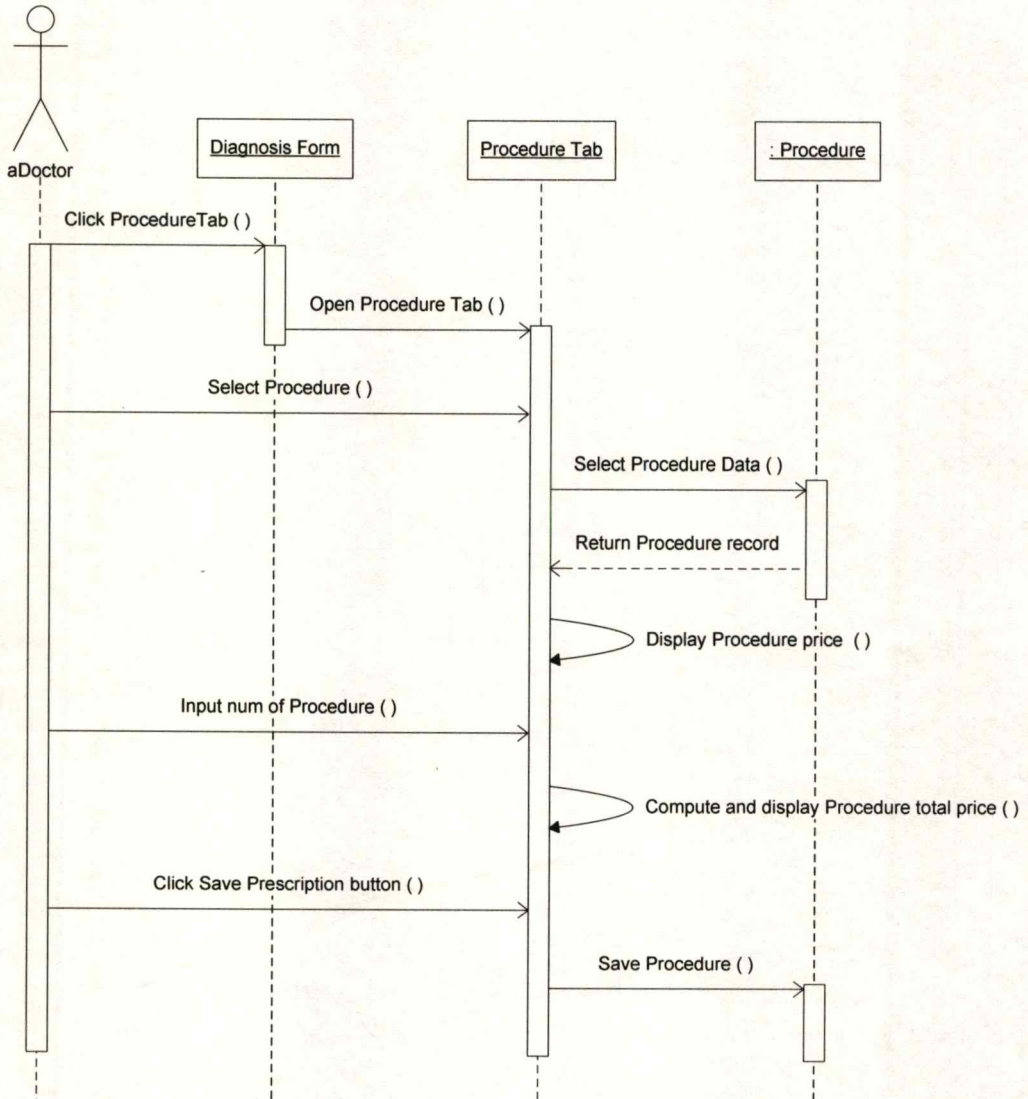 aDoctor
Diagnosis Form
Procedure Tab
: Procedure
Click ProcedureTab ( )
Open Procedure Tab ( )
Select Procedure ( )
Select Procedure Data ( )
Return Procedure record
Display Procedure price ( )
Input num of Procedure ( )
Compute and display Procedure total price ( )
Click Save Prescription button ( )
Save Procedure ( )